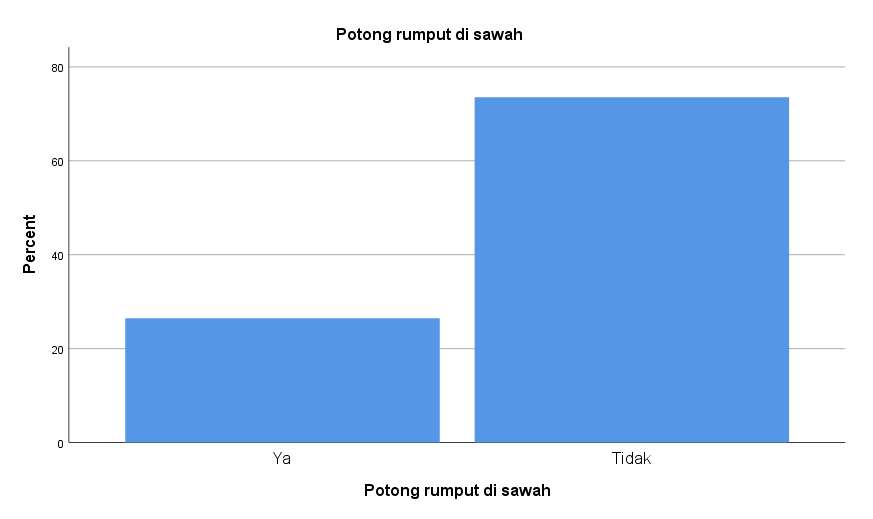 Potong rumput di sawah
80
60
40
20
0
Percent
Ya
Tidak
Potong rumput di sawah